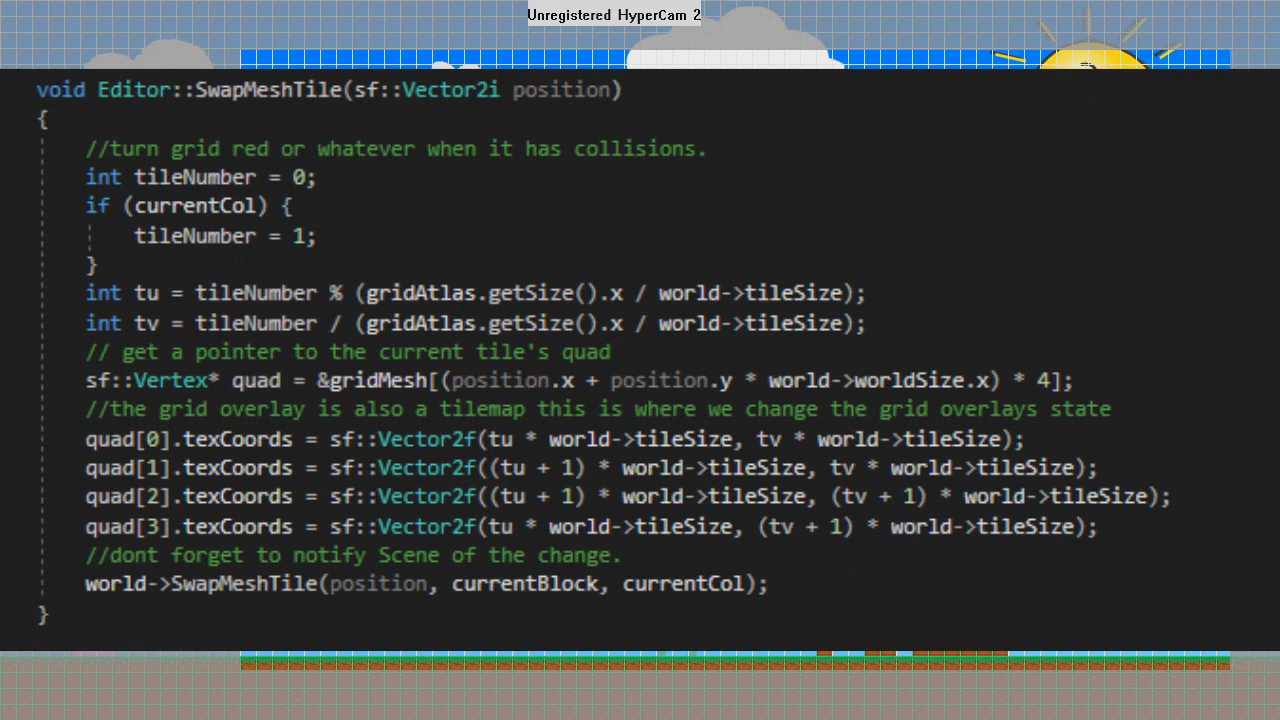 Unregistered HyperCam 2
void Editor::SwapMeshTile(sf::Vector2i position)
{
//turn grid red or whatever when it has collisions.
int tileNumber = 0;
if (currentCol) {
tileNumber = 1;
}
int tu = tileNumber % (gridAtlas.getSize().x / world->tileSize);
int tv = tileNumber / (gridAtlas.getSize().x / world->tileSize);
// get a pointer to the current tile's quad
sf::Vertex* quad = &gridMesh[(position.x + position.y * world->worldSize.x) * 4];
//the grid overlay is also a tilemap this is where we change the grid overlays state
quad[0].texCoords = sf::Vector2f(tu * world->tileSize, tv * world->tileSize);
quad[1].texCoords = sf::Vector2f((tu + 1) * world->tileSize, tv * world->tileSize);
quad[2].texCoords = sf::Vector2f((tu + 1) * world->tileSize, (tv + 1) * world->tileSize);
quad[3].texCoords = sf::Vector2f(tu * world->tileSize, (tv + 1) * world->tileSize);
//dont forget to notify Scene of the change.
world->SwapMeshTile(position, currentBlock, currentCol);
}